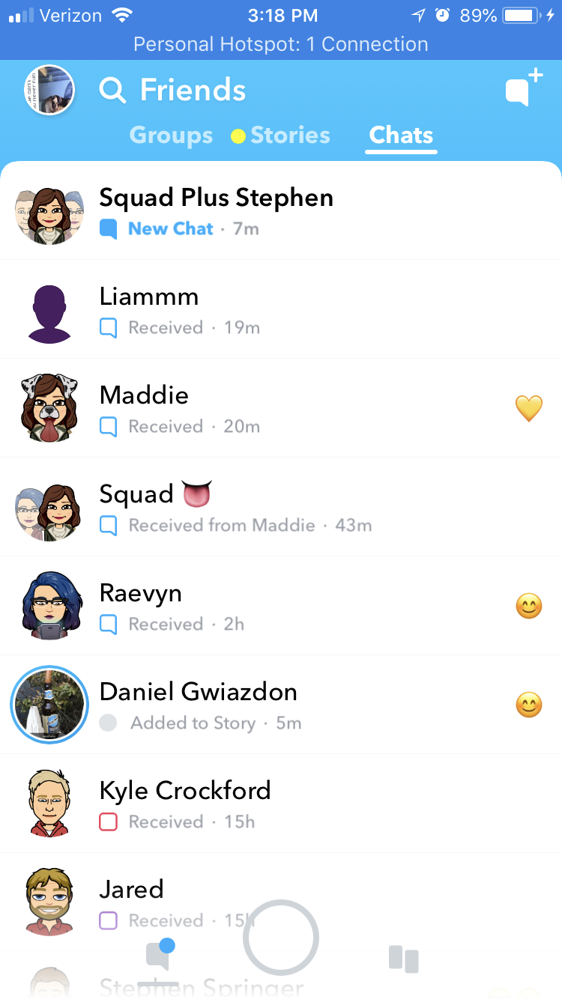 Verizon 3:18 PM 89%
Personal Hotspot: 1 Connection
Friends
Groups Stories Chats
Squad Plus Stephen
New Chat · 7m
Liammm
Received · 19m
Maddie
Received · 20m
Squad 👅
Received from Maddie · 43m
Raevyn
Received · 2h
Daniel Gwiazdon
Added to Story · 5m
Kyle Crockford
Received · 15h
Jared
Received · 15h
Stephen Springer